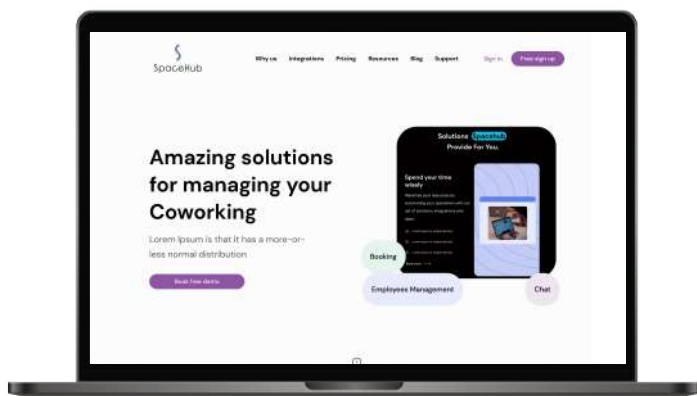 SpaceHub
Why us Integrations Pricing Resources Blog Support Sign in Free sign up
Amazing solutions
for managing your
Coworking
Lorem Ipsum is that it has a more-or-
less normal distribution
Book free demo
Solutions Spacehub
Provide For You.
Spend your time
wisely
Booking
Employees Management
Chat